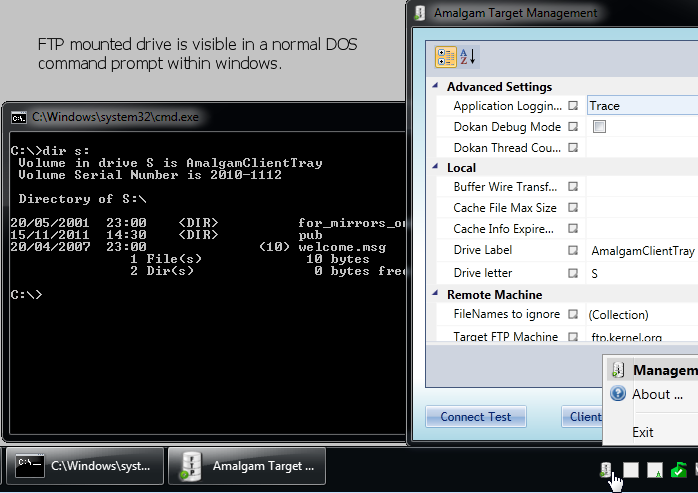 FTP mounted drive is visible in a normal DOS
command prompt within windows.
C:\Windows\system32\cmd.exe
C:\>dir s:
Volume in drive S is AmalgamClientTray
Volume Serial Number is 2010-1112
Directory of S:\
20/05/2001 23:00 <DIR> for_mirrors_on
15/11/2011 14:30 <DIR> pub
20/04/2007 23:00 (10) welcome.msg
1 File(s) 10 bytes
2 Dir(s) 0 bytes free
C:\>
Amalgam Target Management
Advanced Settings
Application Loggin... Trace
Dokan Debug Mode
Dokan Thread Cou...
Local
Buffer Wire Transf...
Cache File Max Size
Cache Info Expire...
Drive Label AmalgamClientTray
Drive letter S
Remote Machine
FileNames to ignore (Collection)
Target FTP Machine ftp.kernel.org
Connect Test
Client
Managem
About ...
Exit
C:\Windows\syst...
Amalgam Target ...